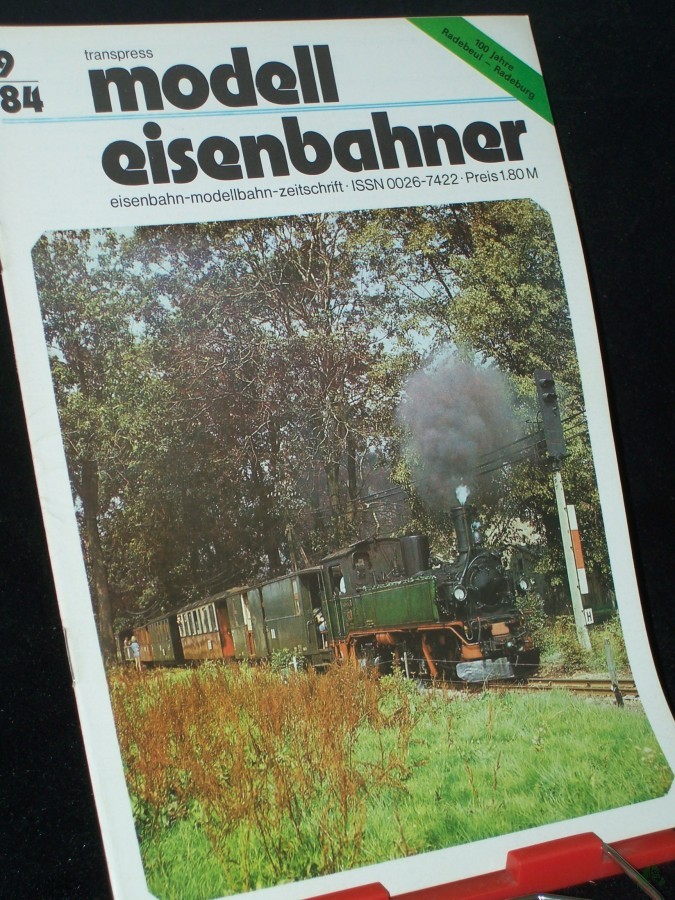 9
84
transpress
modell
eisenbahner
eisenbahn-modellbahn-zeitschrift · ISSN 0026-7422 · Preis 1.80 M
100 Jahre
Radebeul – Radeburg
H